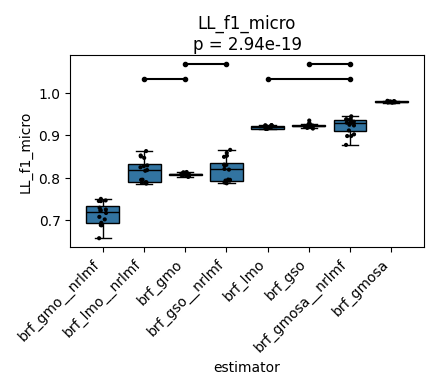 LL_f1_micro
p = 2.94e-19
LL_f1_micro
1.0
0.9
0.8
0.7
brf_gmo__nrlmf
brf_lmo__nrlmf
brf_gmo
brf_gso__nrlmf
brf_lmo
brf_gso
brf_gmosa__nrlmf
brf_gmosa
estimator